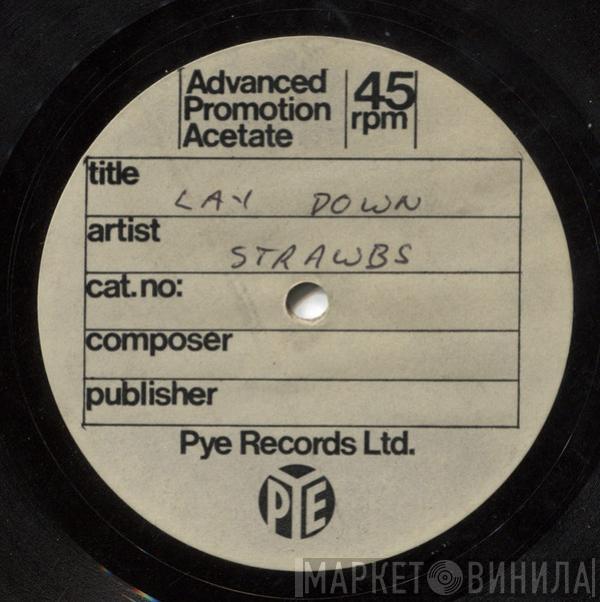 Advanced
Promotion
Acetate
45
rpm
title
LAY DOWN
artist
STRAWBS
cat.no:
composer
publisher
Pye Records Ltd.
PYE
МАРКЕТ ВИНИЛА